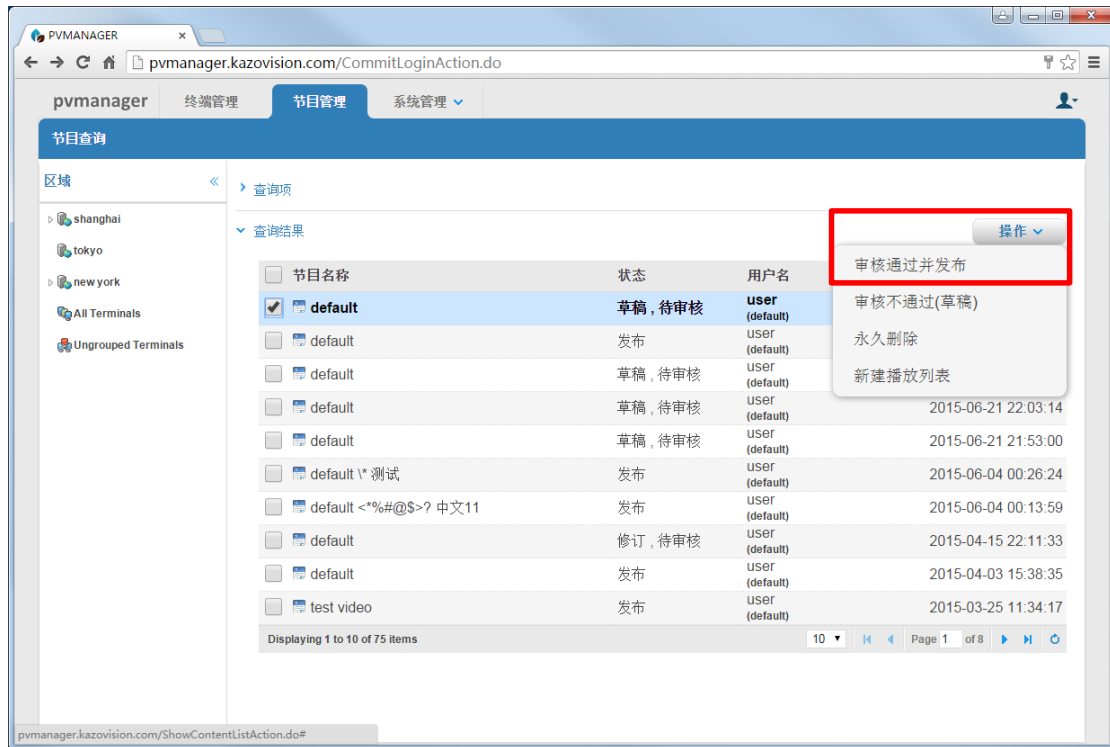 PVMANAGER
pvmanager.kazovision.com/CommitLoginAction.do
pvmanager 终端管理 节目管理 系统管理
节目查询
区域 «
查询项
shanghai
查询结果 操作
tokyo
审核通过并发布
节目名称 状态 用户名
new york
审核不通过(草稿)
default 草稿 , 待审核 user
(default)
All Terminals
永久删除
default 发布 user
(default)
Ungrouped Terminals
新建播放列表
default 草稿 , 待审核 user
(default)
default 草稿 , 待审核 user 2015-06-21 22:03:14
(default)
default 草稿 , 待审核 user 2015-06-21 21:53:00
(default)
default \* 测试 发布 user 2015-06-04 00:26:24
(default)
default <*%#@$>? 中文11 发布 user 2015-06-04 00:13:59
(default)
default 修订 , 待审核 user 2015-04-15 22:11:33
(default)
default 发布 user 2015-04-03 15:38:35
(default)
test video 发布 user 2015-03-25 11:34:17
(default)
Displaying 1 to 10 of 75 items 10 Page 1 of 8
pvmanager.kazovision.com/ShowContentListAction.do#